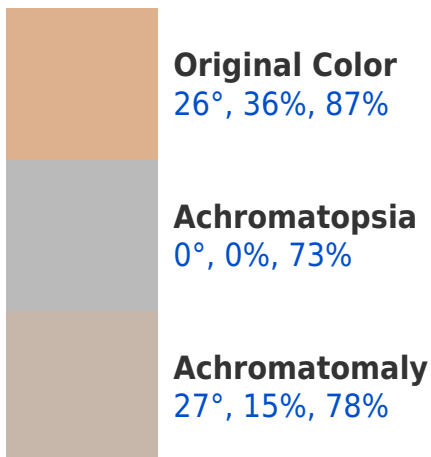 Original Color
26°, 36%, 87%
Achromatopsia
0°, 0%, 73%
Achromatomaly
27°, 15%, 78%